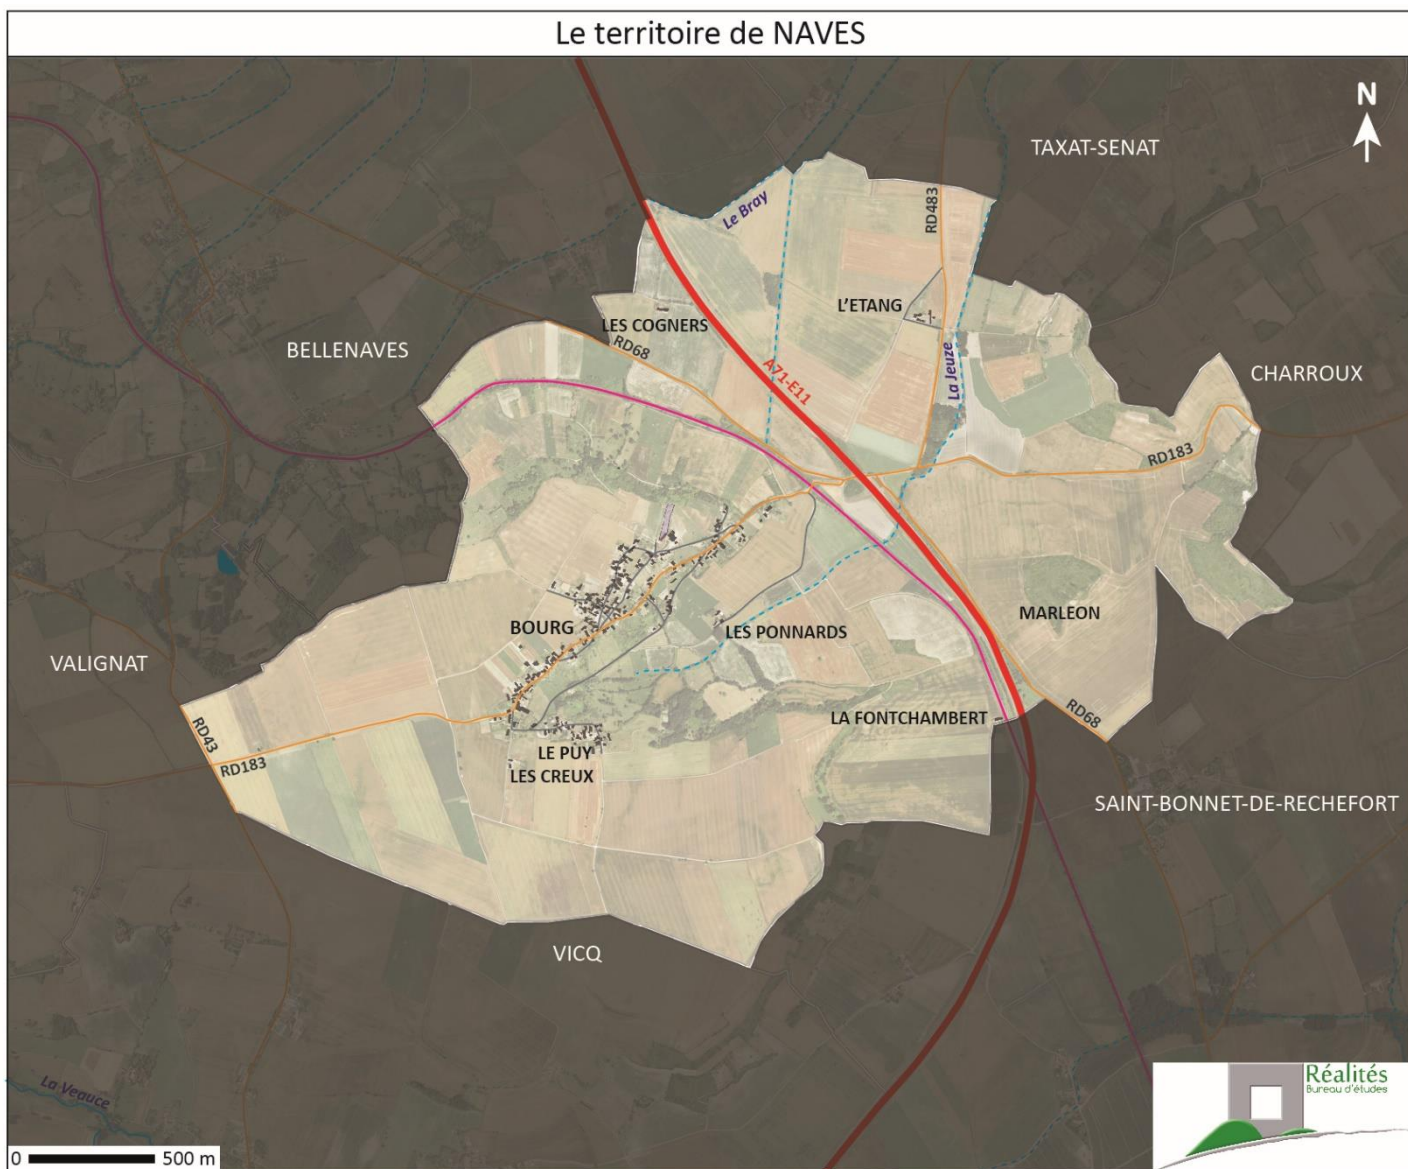 Le territoire de NAVES
N
TAXAT-SENAT
Le Bray
RD483
L'ETANG
LES COGNERS
RD68
BELLENAVES
La Jeuze
A71-E11
CHARROUX
RD183
MARLEON
BOURG
LES PONNARDS
VALIGNAT
RD43
RD183
LA FONTCHAMBERT
RD68
LE PUY
LES CREUX
SAINT-BONNET-DE-RECHEFORT
VICQ
La Veauce
Réalités
Bureau d'études
0 500 m